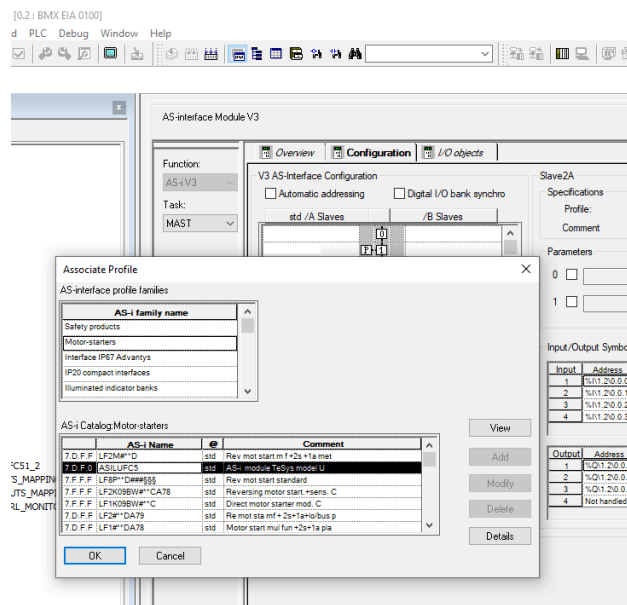 [0.2 : BMX EIA 0100]
d PLC Debug Window Help
AS-interface Module V3
Overview Configuration I/O objects
Function:
AS-i V3
Task:
MAST
V3 AS-Interface Configuration
Automatic addressing Digital I/O bank synchro
std /A Slaves /B Slaves
0
P 1
Slave2A
Specifications
Profile:
Comment
Parameters
0
1
Input/Output Symbo
Input Address
1 %I\1.2\0.0.0
2 %I\1.2\0.0.1
3 %I\1.2\0.0.2
4 %I\1.2\0.0.3
Output Address
1 %Q\1.2\0.0.
2 %Q\1.2\0.0.
3 %Q\1.2\0.0.
4 Not handled
Associate Profile
AS-interface profile families
AS-i family name
Safety products
Motor-starters
Interface IP67 Advantys
IP20 compact interfaces
Illuminated indicator banks
AS-i Catalog:Motor-starters
AS-i Name @ Comment
7.D.F.F LF2M#**D std Rev mot start m f +2s +1a met
7.D.F.0 ASILUFC5 std AS-i module TeSys model U
7.F.F.F LF8P**D###§§§ std Rev mot start standard
7.F.F.F LF2K09BW#**CA78 std Reversing motor start.+sens. C
7.F.F.F LF1K09BW#**C std Direct motor starter mod. C
7.D.F.F LF2#**DA79 std Re mot sta mf + 2s+1a+lo/bus p
7.D.F.F LF1#**DA78 std Motor start mul fun +2s+1a pla
View
Add
Modify
Delete
Details
OK Cancel
FC51_2
'S_MAPPIN
UTS_MAPPI
RL_MONITO